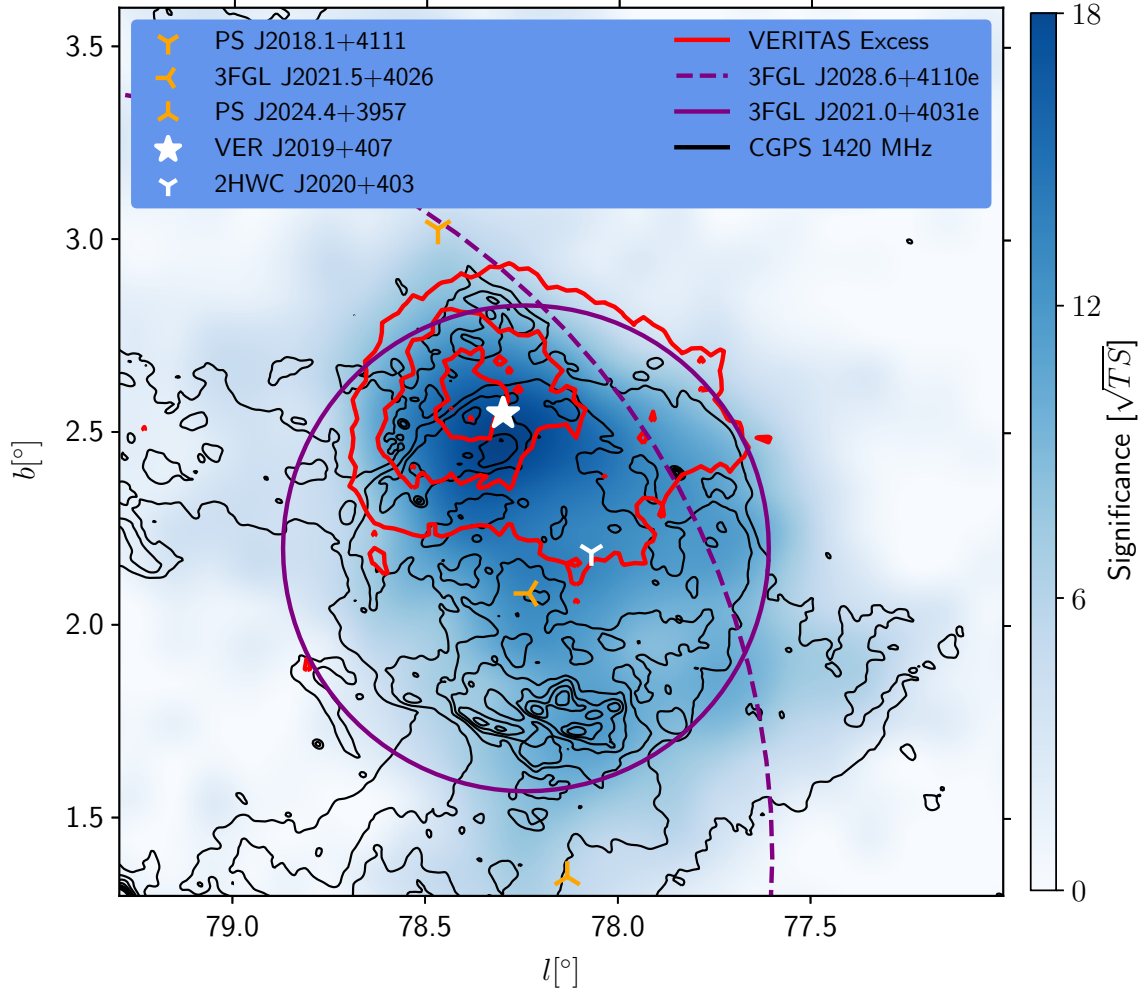 PS J2018.1+4111
3FGL J2021.5+4026
PS J2024.4+3957
VER J2019+407
2HWC J2020+403
VERITAS Excess
3FGL J2028.6+4110e
3FGL J2021.0+4031e
CGPS 1420 MHz
3.5
3.0
2.5
2.0
1.5
b[°]
79.0
78.5
78.0
77.5
l[°]
18
12
6
0
Significance [√TS]